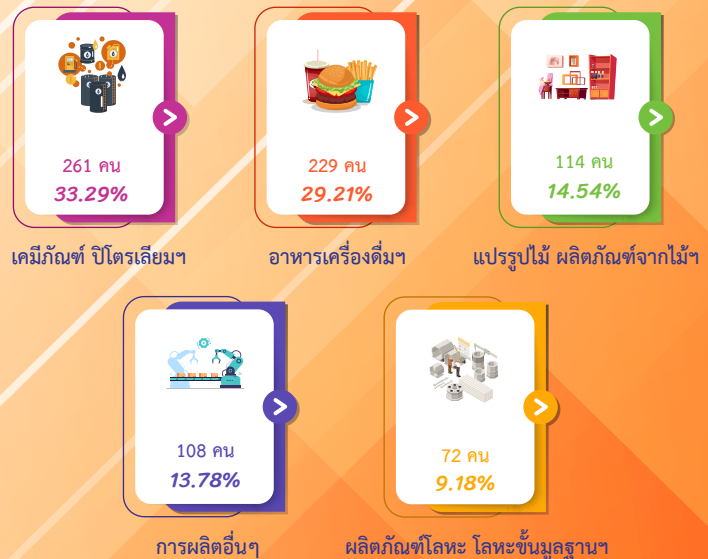 261 คน
33.29%
เคมีภัณฑ์ ปิโตรเลียมฯ
229 คน
29.21%
อาหารเครื่องดื่มฯ
114 คน
14.54%
แปรรูปไม้ ผลิตภัณฑ์จากไม้ฯ
108 คน
13.78%
การผลิตอื่นๆ
72 คน
9.18%
ผลิตภัณฑ์โลหะ โลหะขั้นมูลฐานฯ